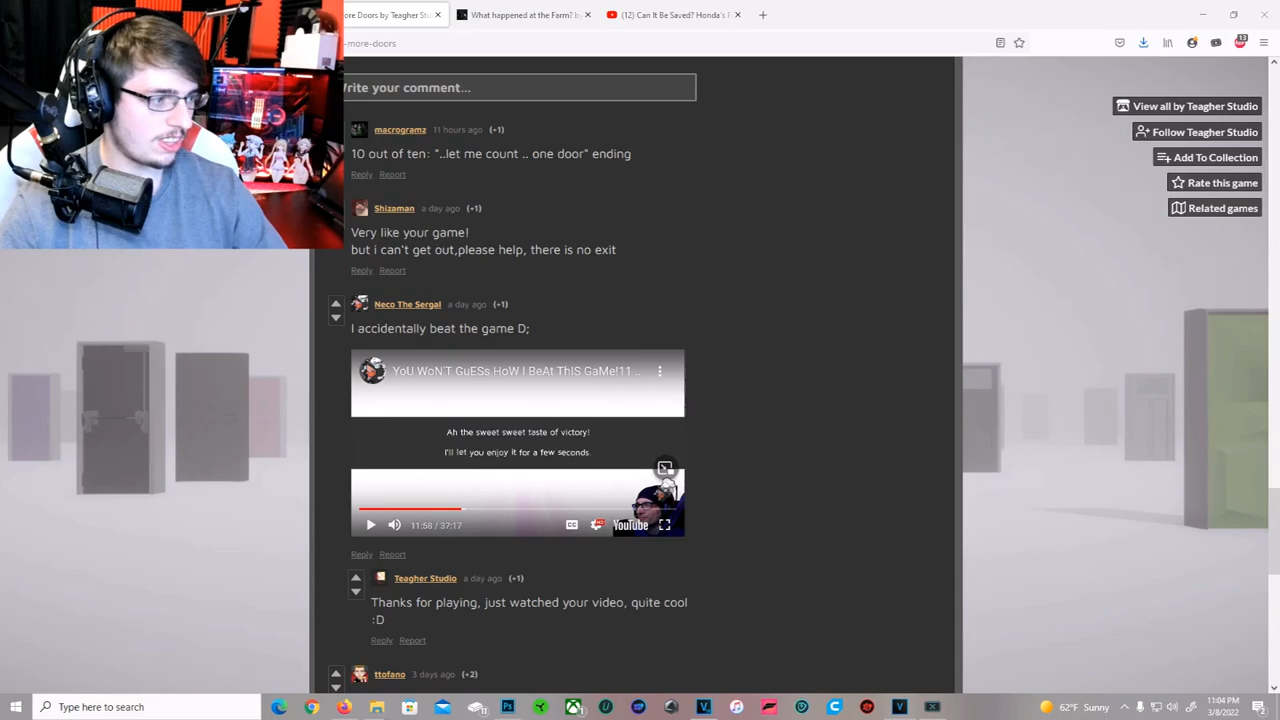 ore Doors by Teagher Stu
What happened at the Farm? b
(12) Can It Be Saved? Honda's F
-more-doors
13
Write your comment...
View all by Teagher Studio
Follow Teagher Studio
Add To Collection
Rate this game
Related games
macrogramz 11 hours ago (+1)
10 out of ten: "..let me count .. one door" ending
Reply Report
Shizaman a day ago (+1)
Very like your game!
but i can't get out,please help, there is no exit
Reply Report
Neco The Sergal a day ago (+1)
I accidentally beat the game D;
YoU WoN'T GuESs HoW I BeAt ThIS GaMe!11 ...
Ah the sweet sweet taste of victory!
I'll let you enjoy it for a few seconds.
11:58 / 37:17
CC
HD
YouTube
Reply Report
Teagher Studio a day ago (+1)
Thanks for playing, just watched your video, quite cool
:D
Reply Report
ttofano 3 days ago (+2)
Type here to search
62°F Sunny
11:04 PM
3/8/2022
2